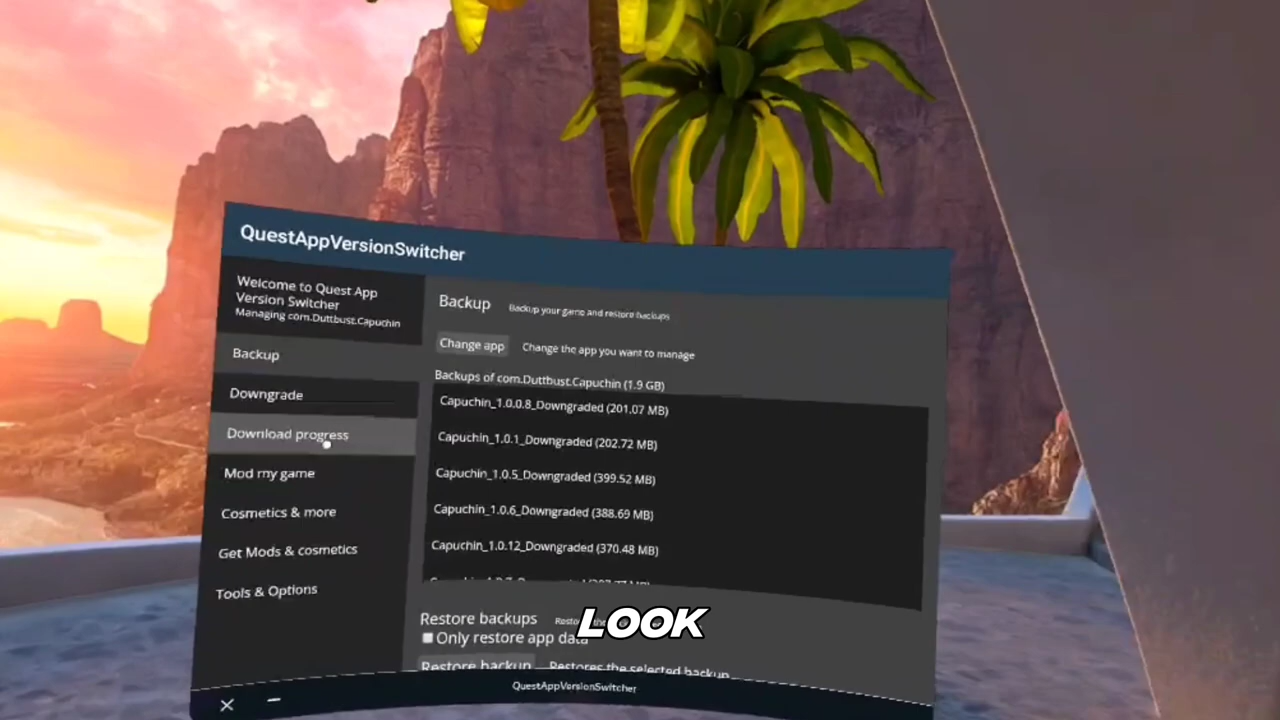 QuestAppVersionSwitcher
Welcome to Quest App
Version Switcher
Managing com.Duttbust.Capuchin
Backup
Downgrade
Download progress
Mod my game
Cosmetics & more
Get Mods & cosmetics
Tools & Options
Backup Backup your game and restore backups
Change app Change the app you want to manage
Backups of com.Duttbust.Capuchin (1.9 GB)
Capuchin_1.0.0.8_Downgraded (201.07 MB)
Capuchin_1.0.1_Downgraded (202.72 MB)
Capuchin_1.0.5_Downgraded (399.52 MB)
Capuchin_1.0.6_Downgraded (388.69 MB)
Capuchin_1.0.12_Downgraded (370.48 MB)
Restore backups
LOOK
Only restore app data
Restore backup Restores the selected backup
QuestAppVersionSwitcher